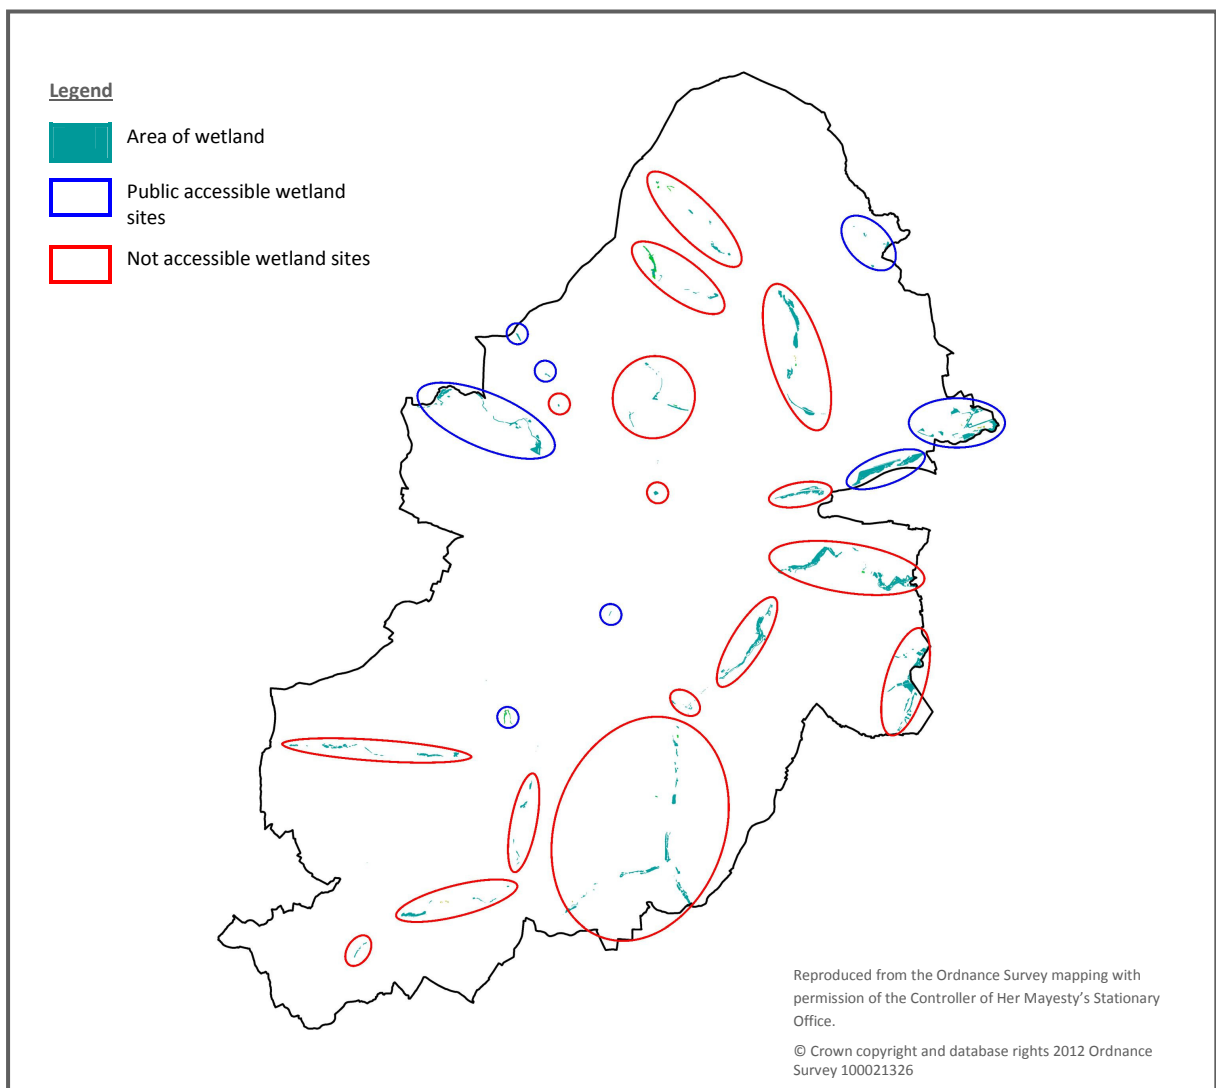 Legend
Area of wetland
Public accessible wetland
sites
Not accessible wetland sites
Reproduced from the Ordnance Survey mapping with
permission of the Controller of Her Mayesty’s Stationary
Office.
© Crown copyright and database rights 2012 Ordnance
Survey 100021326